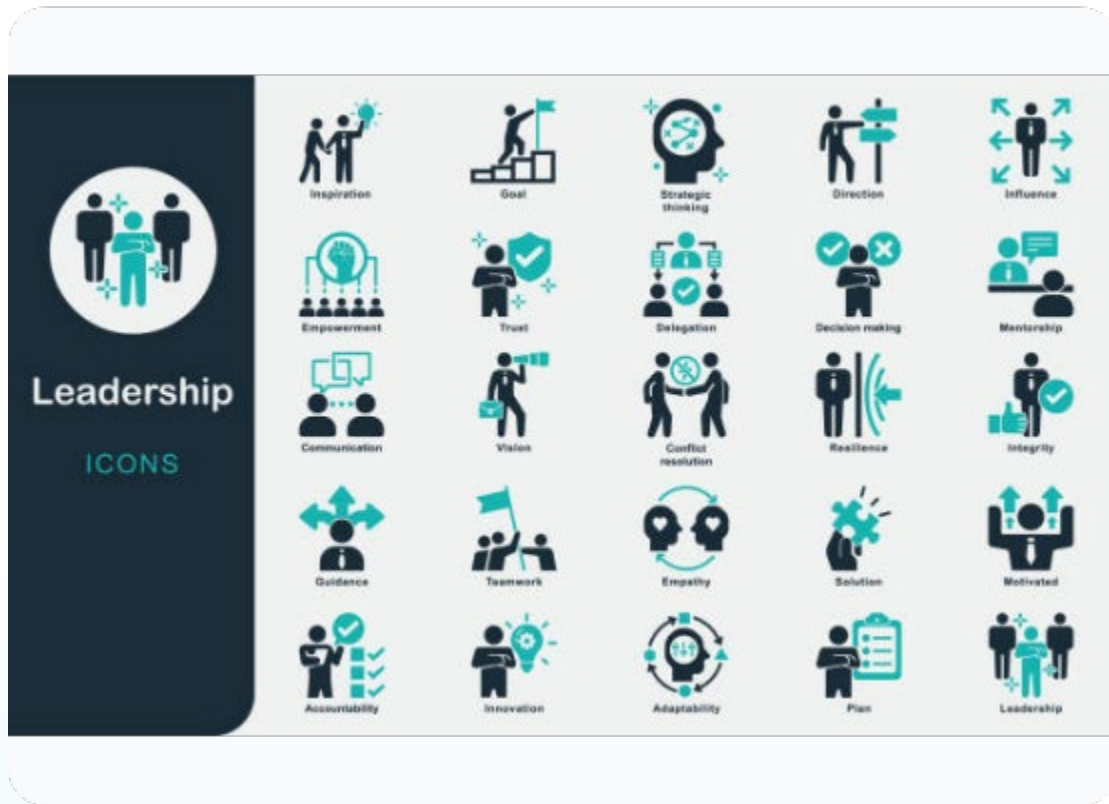 Leadership
ICONS
Inspiration
Goal
Strategic
thinking
Direction
Influence
Empowerment
Trust
Delegation
Decision making
Mentorship
Communication
Vision
Conflict
resolution
Resilience
Integrity
Guidance
Teamwork
Empathy
Solution
Motivated
Accountability
Innovation
Adaptability
Plan
Leadership